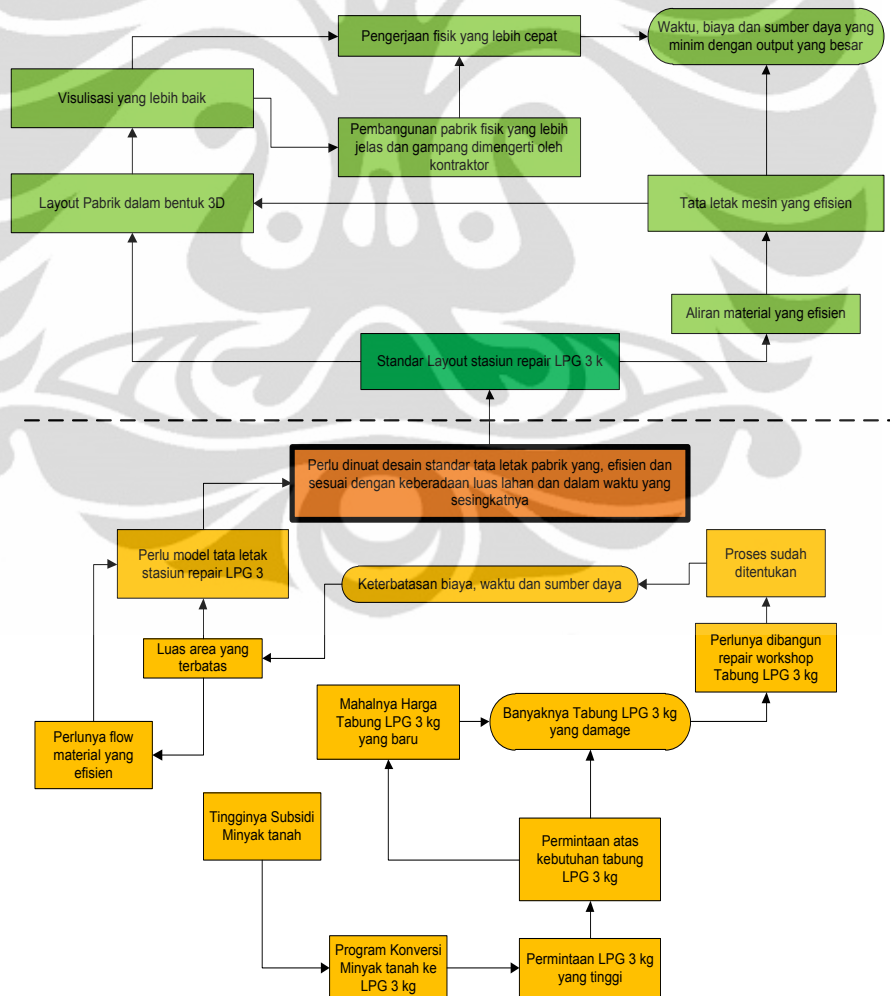 Pengerjaan fisik yang lebih cepat
Waktu, biaya dan sumber daya yang
minim dengan output yang besar
Visulisasi yang lebih baik
Pembangunan pabrik fisik yang lebih
jelas dan gampang dimengerti oleh
kontraktor
Layout Pabrik dalam bentuk 3D
Tata letak mesin yang efisien
Aliran material yang efisien
Standar Layout stasiun repair LPG 3 k
Perlu dinuat desain standar tata letak pabrik yang, efisien dan
sesuai dengan keberadaan luas lahan dan dalam waktu yang
sesingkatnya
Perlu model tata letak
stasiun repair LPG 3
Keterbatasan biaya, waktu dan sumber daya
Proses sudah
ditentukan
Luas area yang
terbatas
Perlunya dibangun
repair workshop
Tabung LPG 3 kg
Mahalnya Harga
Tabung LPG 3 kg
yang baru
Banyaknya Tabung LPG 3 kg
yang damage
Perlunya flow
material yang
efisien
Tingginya Subsidi
Minyak tanah
Permintaan atas
kebutuhan tabung
LPG 3 kg
Program Konversi
Minyak tanah ke
LPG 3 kg
Permintaan LPG 3 kg
yang tinggi